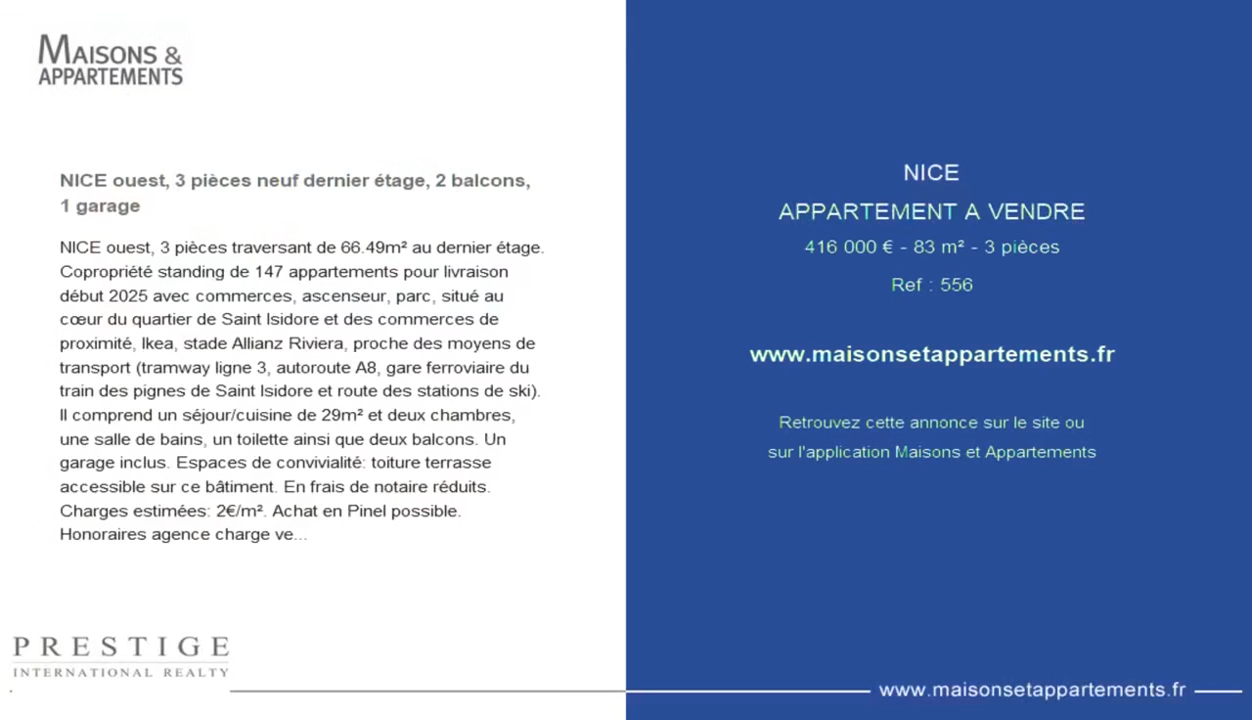 MAISONS &
APPARTEMENTS
NICE ouest, 3 pièces neuf dernier étage, 2 balcons,
1 garage
NICE ouest, 3 pièces traversant de 66.49m² au dernier étage.
Copropriété standing de 147 appartements pour livraison
début 2025 avec commerces, ascenseur, parc, situé au
cœur du quartier de Saint Isidore et des commerces de
proximité, Ikea, stade Allianz Riviera, proche des moyens de
transport (tramway ligne 3, autoroute A8, gare ferroviaire du
train des pignes de Saint Isidore et route des stations de ski).
Il comprend un séjour/cuisine de 29m² et deux chambres,
une salle de bains, un toilette ainsi que deux balcons. Un
garage inclus. Espaces de convivialité: toiture terrasse
accessible sur ce bâtiment. En frais de notaire réduits.
Charges estimées: 2€/m². Achat en Pinel possible.
Honoraires agence charge ve...
PRESTIGE
INTERNATIONAL REALTY
NICE
APPARTEMENT A VENDRE
416 000 € - 83 m² - 3 pièces
Ref : 556
www.maisonsetappartements.fr
Retrouvez cette annonce sur le site ou
sur l'application Maisons et Appartements
www.maisonsetappartements.fr